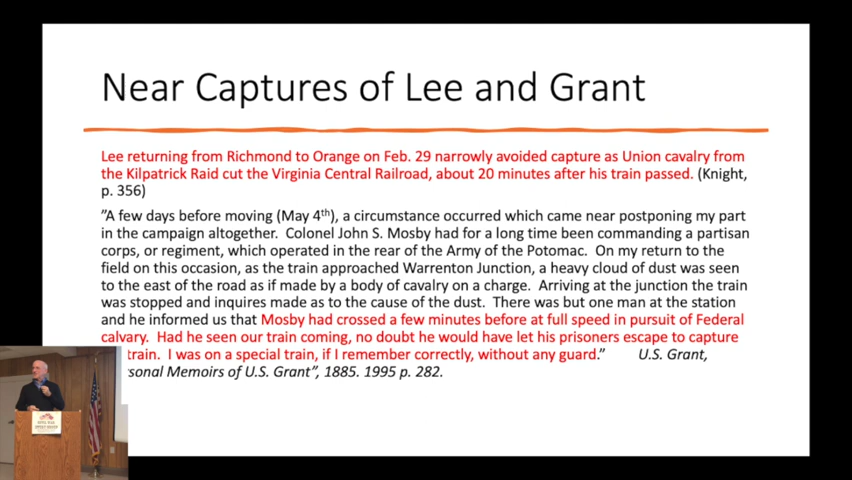 Near Captures of Lee and Grant
Lee returning from Richmond to Orange on Feb. 29 narrowly avoided capture as Union cavalry from
the Kilpatrick Raid cut the Virginia Central Railroad, about 20 minutes after his train passed. (Knight,
p. 356)
”A few days before moving (May 4th), a circumstance occurred which came near postponing my part
in the campaign altogether. Colonel John S. Mosby had for a long time been commanding a partisan
corps, or regiment, which operated in the rear of the Army of the Potomac. On my return to the
field on this occasion, as the train approached Warrenton Junction, a heavy cloud of dust was seen
to the east of the road as if made by a body of cavalry on a charge. Arriving at the junction the train
was stopped and inquires made as to the cause of the dust. There was but one man at the station
and he informed us that Mosby had crossed a few minutes before at full speed in pursuit of Federal
calvary. Had he seen our train coming, no doubt he would have let his prisoners escape to capture
train. I was on a special train, if I remember correctly, without any guard.” U.S. Grant,
sonal Memoirs of U.S. Grant”, 1885. 1995 p. 282.